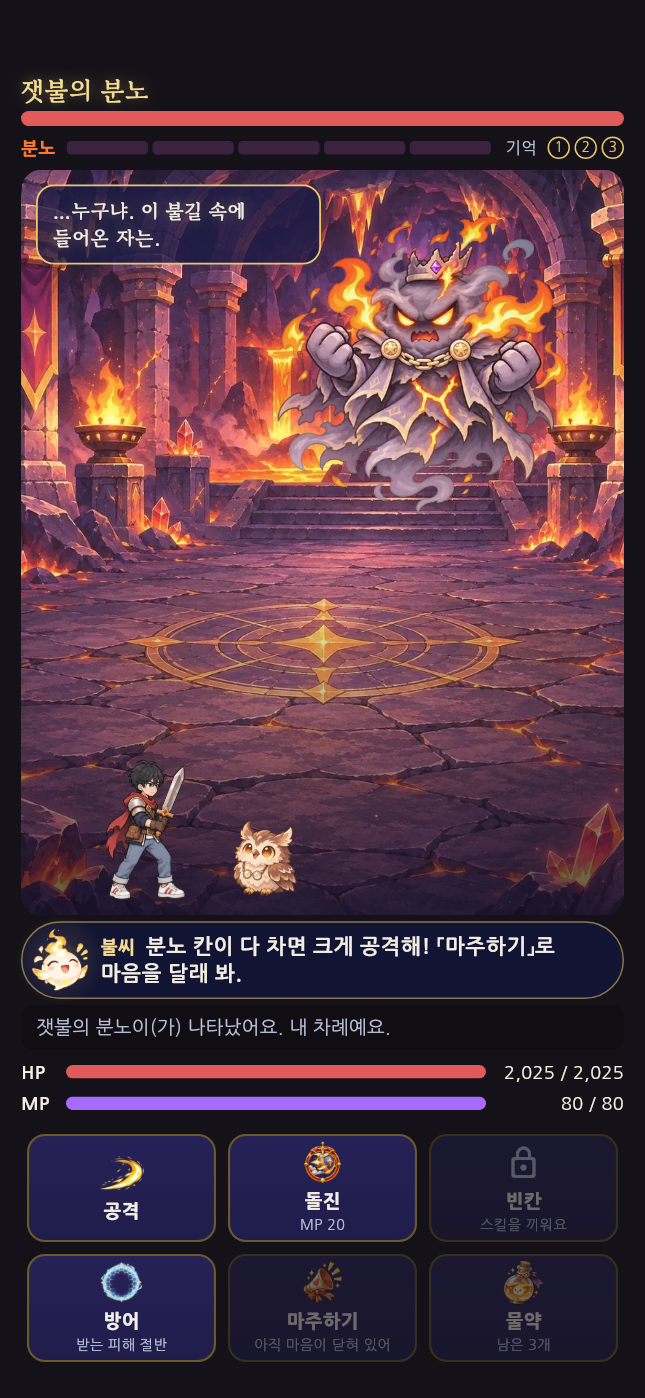 잿불의 분노
분노 기억 1 2 3
...누구냐. 이 불길 속에
들어온 자는.
불씨 분노 칸이 다 차면 크게 공격해! 「마주하기」로
마음을 달래 봐.
잿불의 분노이(가) 나타났어요. 내 차례예요.
HP 2,025 / 2,025
MP 80 / 80
공격
돌진
MP 20
빈칸
스킬을 끼워요
방어
받는 피해 절반
마주하기
아직 마음이 닫혀 있어
물약
남은 3개